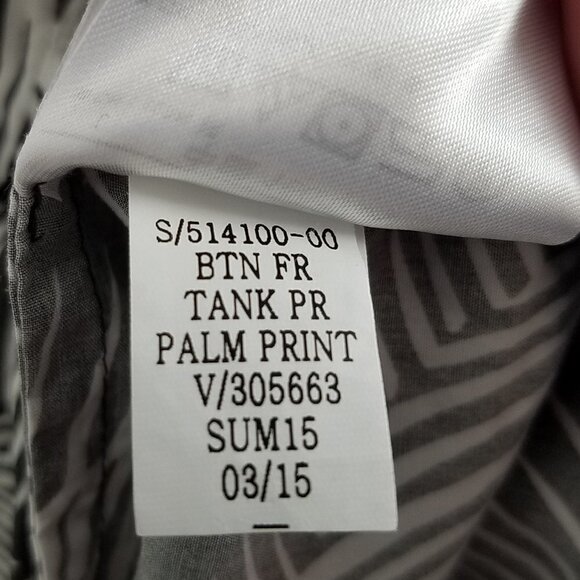 S/514100-00
BTN FR
TANK PR
PALM PRINT
V/305663
SUM15
03/15